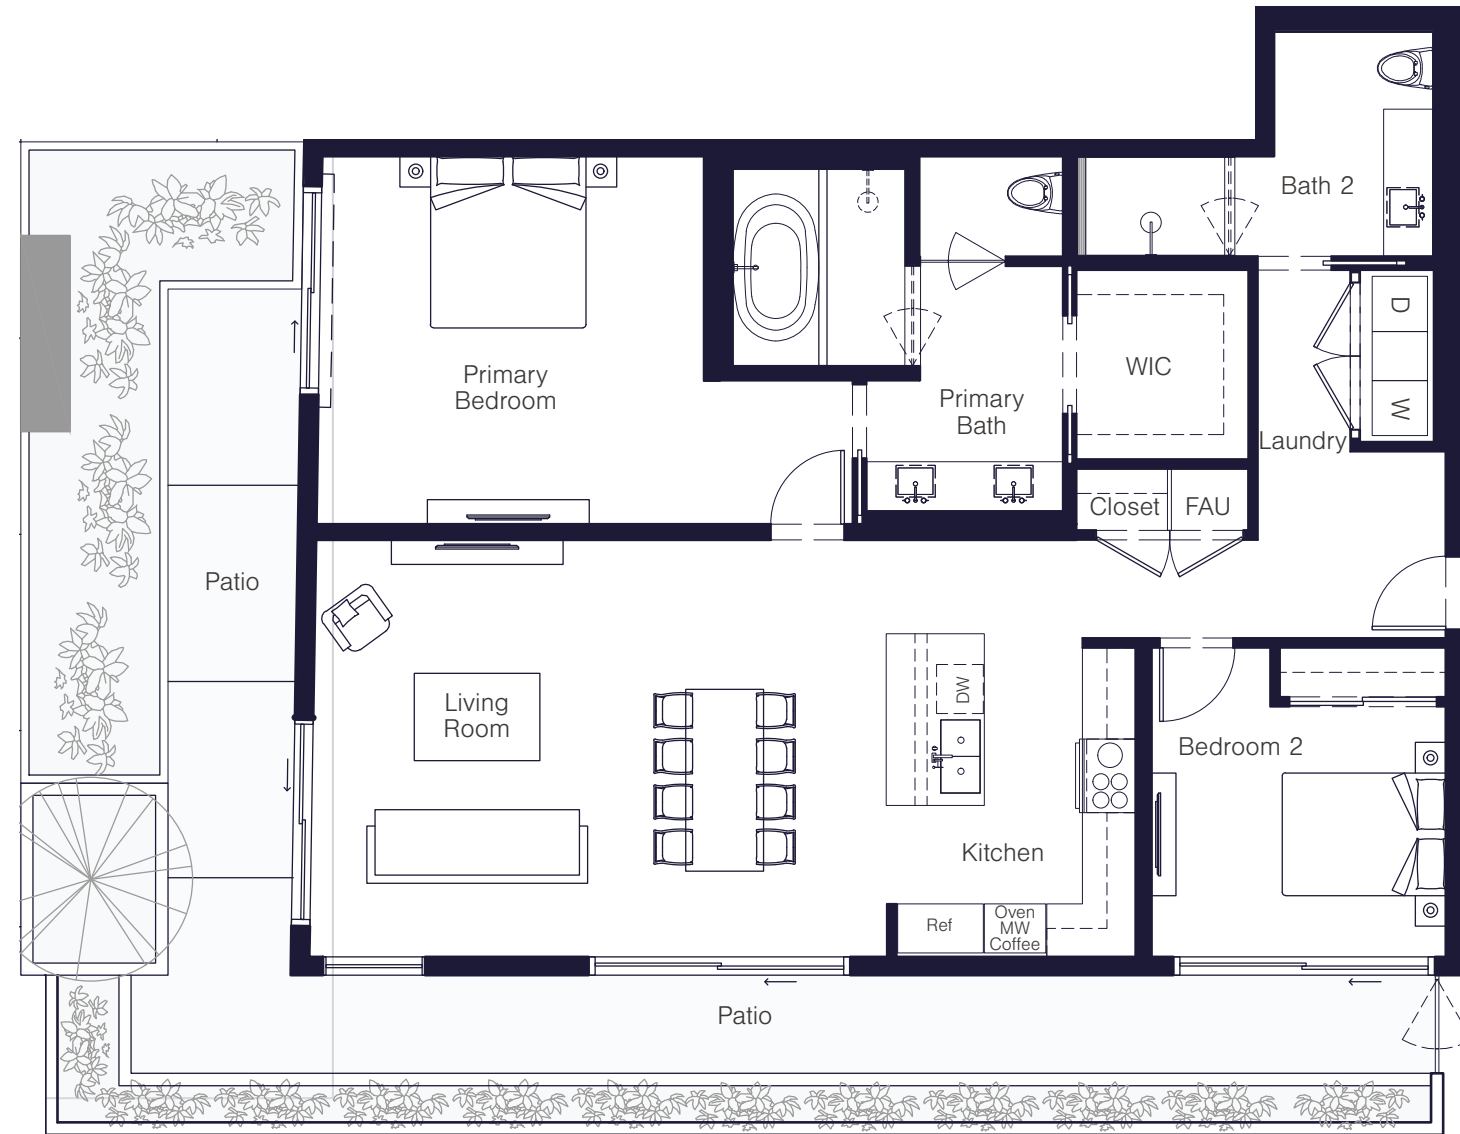 Bath 2
D
W
Primary
Bedroom
WIC
Primary
Bath
Laundry
Closet
FAU
Patio
DW
Living
Room
Bedroom 2
Kitchen
Ref
Oven
MW
Coffee
Patio